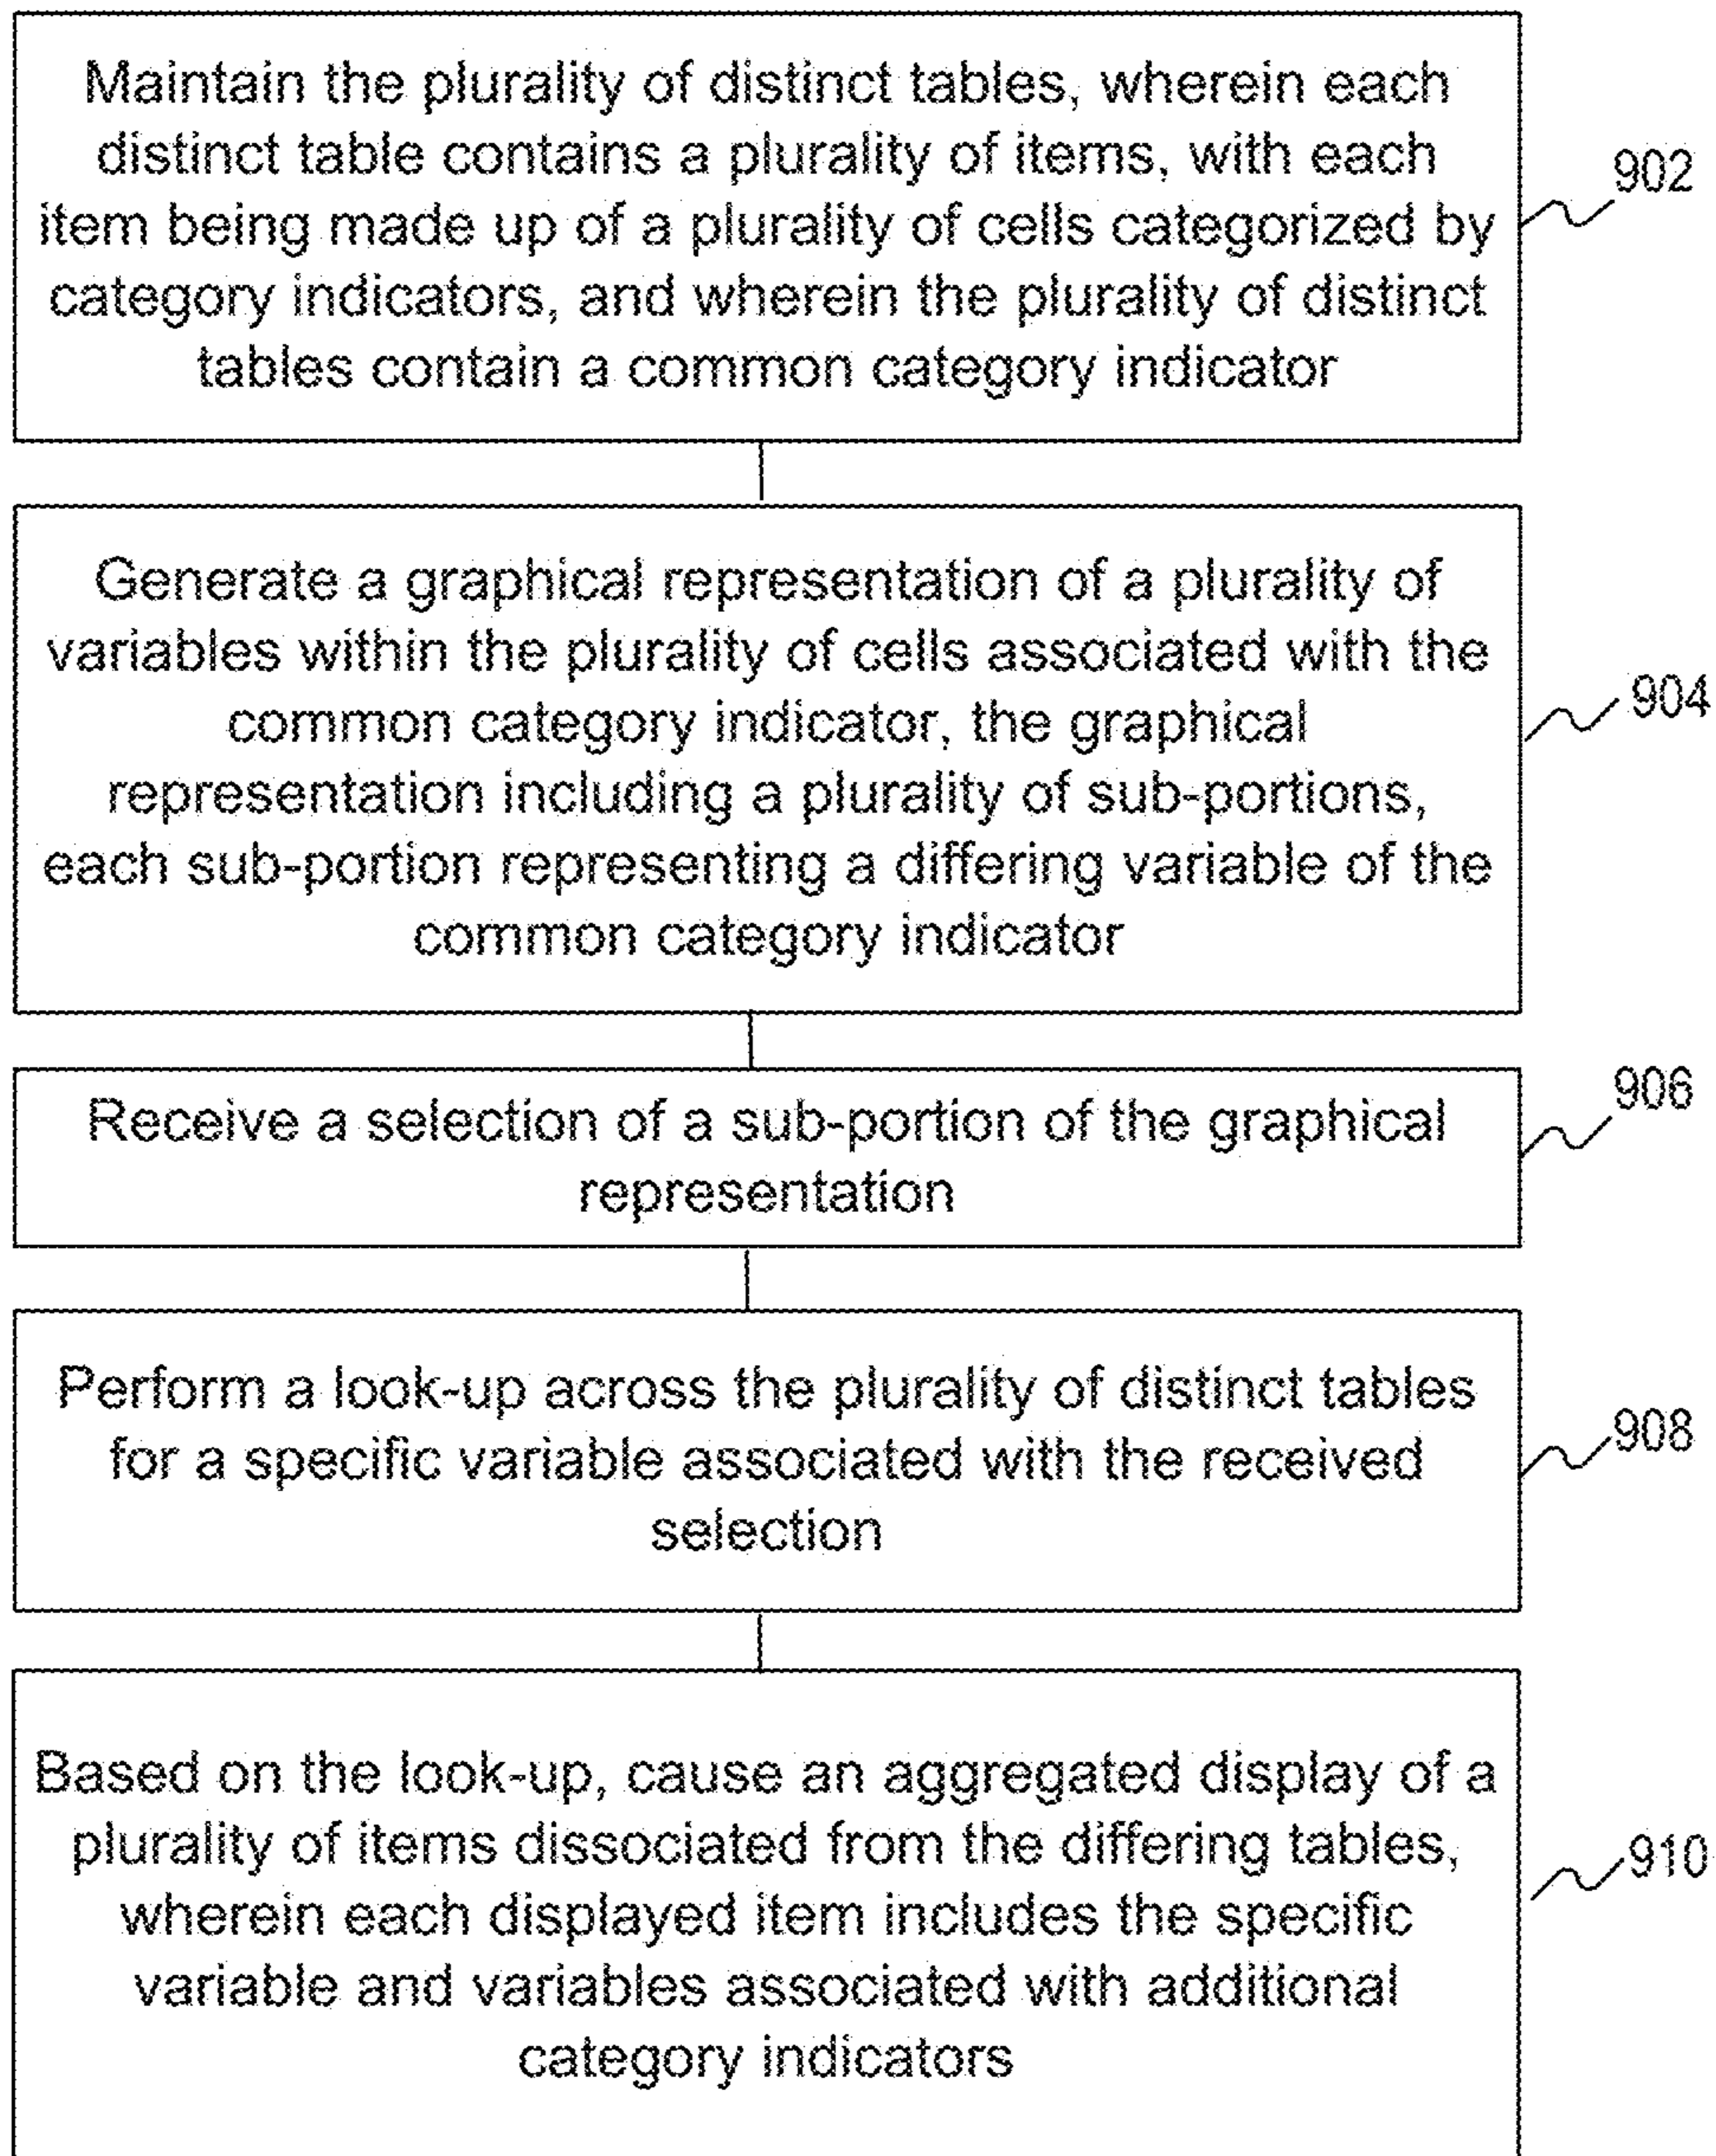 Maintain the plurality of distinct tables, wherein each
distinct table contains a plurality of items, with each
item being made up of a plurality of cells categorized by
category indicators, and wherein the plurality of distinct
tables contain a common category indicator
902
Generate a graphical representation of a plurality of
variables within the plurality of cells associated with the
common category indicator, the graphical
representation including a plurality of sub-portions,
each sub-portion representing a differing variable of the
common category indicator
904
Receive a selection of a sub-portion of the graphical
representation
906
Perform a look-up across the plurality of distinct tables
for a specific variable associated with the received
selection
908
Based on the look-up, cause an aggregated display of a
plurality of items dissociated from the differing tables,
wherein each displayed item includes the specific
variable and variables associated with additional
category indicators
910